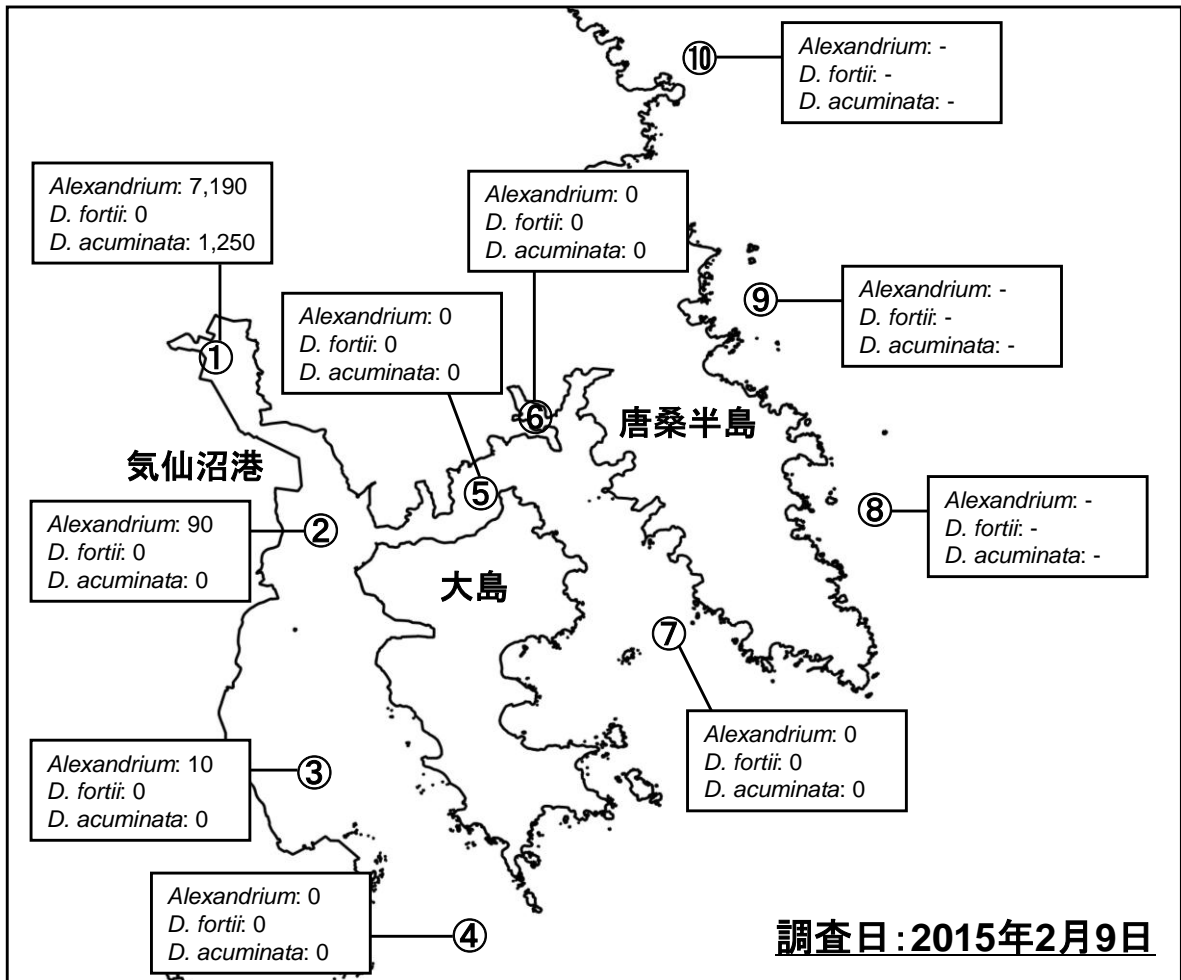 ⑩
Alexandrium: -
D. fortii: -
D. acuminata: -
Alexandrium: 7,190
D. fortii: 0
D. acuminata: 1,250
①
Alexandrium: 0
D. fortii: 0
D. acuminata: 0
⑥
⑨
Alexandrium: -
D. fortii: -
D. acuminata: -
Alexandrium: 0
D. fortii: 0
D. acuminata: 0
⑤
唐桑半島
気仙沼港
Alexandrium: 90
D. fortii: 0
D. acuminata: 0
②
⑧
Alexandrium: -
D. fortii: -
D. acuminata: -
大島
⑦
Alexandrium: 0
D. fortii: 0
D. acuminata: 0
Alexandrium: 10
D. fortii: 0
D. acuminata: 0
③
Alexandrium: 0
D. fortii: 0
D. acuminata: 0
④
調査日:2015年2月9日